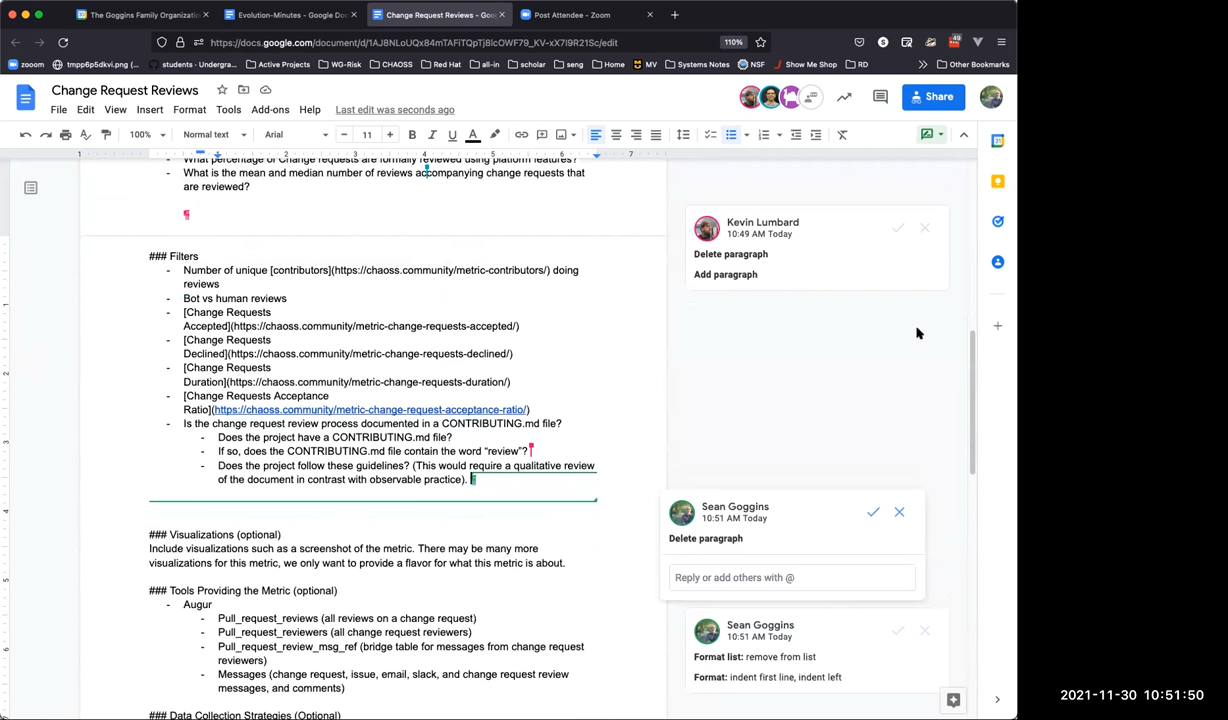 The Goggins Family Organizatio
Evolution-Minutes - Google Do
Change Request Reviews - Goo
Post Attendee - Zoom
https://docs.google.com/document/d/1AJ8NLoUQx84mTAFiTQpTj8lcOWF79_KV-xX7I9R21Sc/edit
110%
49
zooom
tmpp6p5dkvi.png (...
students - Undergra...
Active Projects
WG-Risk
CHAOSS
Red Hat
all-in
scholar
seng
Home
MV
Systems Notes
NSF
Show Me Shop
RD
Other Bookmarks
Change Request Reviews
File Edit View Insert Format Tools Add-ons Help Last edit was seconds ago
Share
100% Normal text Arial 11
1 1 2 3 4 5 6 7
What percentage of Change requests are formally reviewed using platform features?
- What is the mean and median number of reviews accompanying change requests that
are reviewed?
### Filters
- Number of unique [contributors](https://chaoss.community/metric-contributors/) doing
reviews
- Bot vs human reviews
- [Change Requests
Accepted](https://chaoss.community/metric-change-requests-accepted/)
- [Change Requests
Declined](https://chaoss.community/metric-change-requests-declined/)
- [Change Requests
Duration](https://chaoss.community/metric-change-requests-duration/)
- [Change Requests Acceptance
Ratio](https://chaoss.community/metric-change-request-acceptance-ratio/)
- Is the change request review process documented in a CONTRIBUTING.md file?
- Does the project have a CONTRIBUTING.md file?
- If so, does the CONTRIBUTING.md file contain the word “review”?
- Does the project follow these guidelines? (This would require a qualitative review
of the document in contrast with observable practice).
### Visualizations (optional)
Include visualizations such as a screenshot of the metric. There may be many more
visualizations for this metric, we only want to provide a flavor for what this metric is about.
### Tools Providing the Metric (optional)
- Augur
- Pull_request_reviews (all reviews on a change request)
- Pull_request_reviewers (all change request reviewers)
- Pull_request_review_msg_ref (bridge table for messages from change request
reviewers)
- Messages (change request, issue, email, slack, and change request review
messages, and comments)
### Data Collection Strategies (Optional)
Kevin Lumbard
10:49 AM Today
Delete paragraph
Add paragraph
Sean Goggins
10:51 AM Today
Delete paragraph
Reply or add others with @
Sean Goggins
10:51 AM Today
Format list: remove from list
Format: indent first line, indent left
2021-11-30 10:51:50